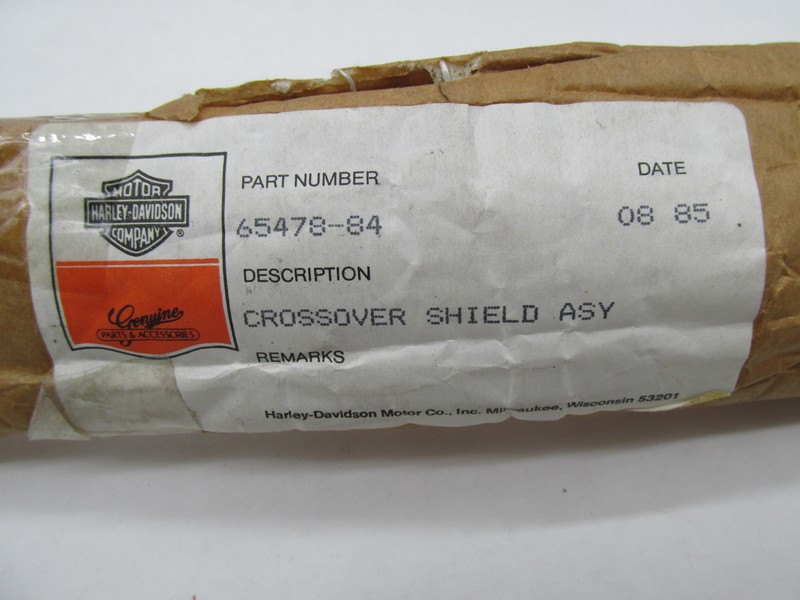 MOTOR
HARLEY-DAVIDSON
COMPANY ®
Genuine
PARTS & ACCESSORIES
PART NUMBER
65478-84
DATE
08 85
DESCRIPTION
CROSSOVER SHIELD ASY
REMARKS
Harley-Davidson Motor Co., Inc. Milwaukee, Wisconsin 53201